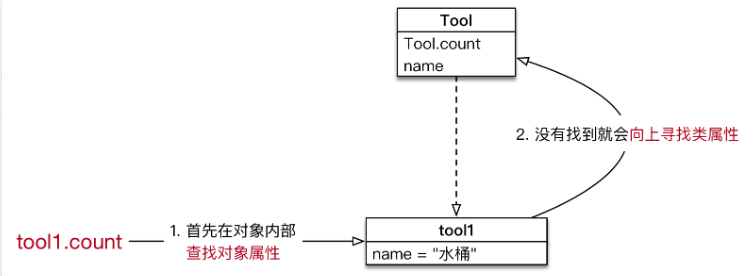 Tool
Tool.count
name
2. 没有找到就会向上寻找类属性
tool1.count
1. 首先在对象内部
查找对象属性
tool1
name = "水桶"